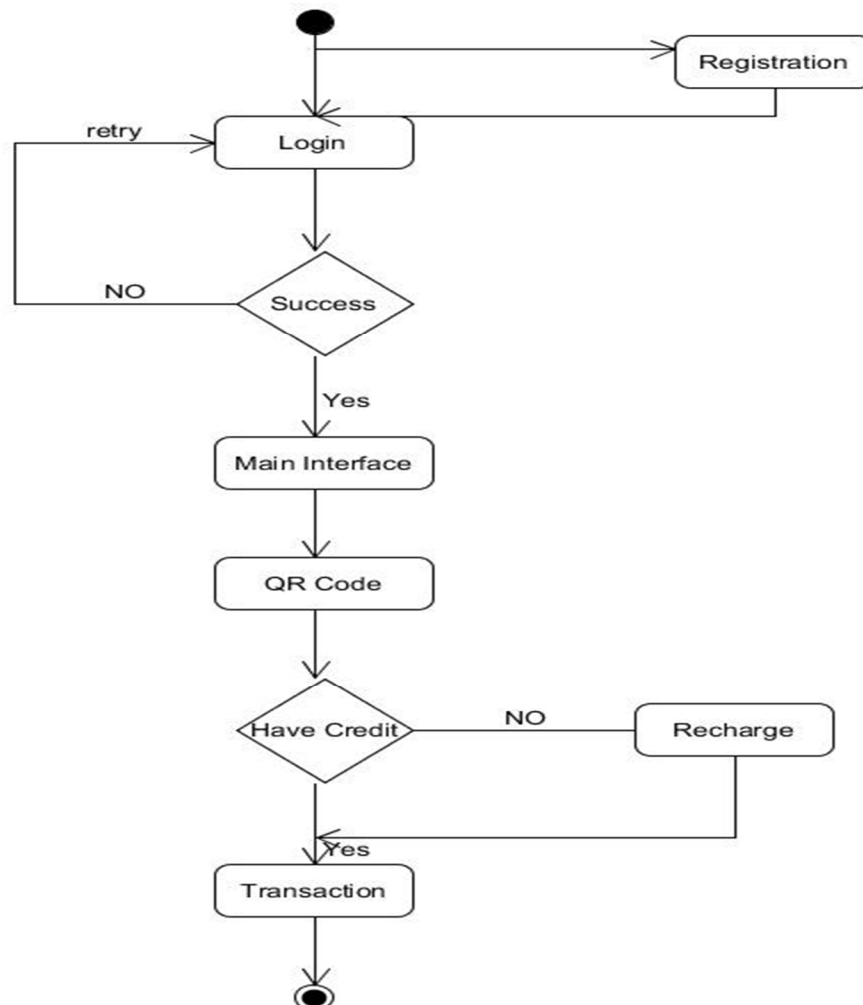 Registration
retry
Login
NO
Success
Yes
Main Interface
QR Code
Have Credit
NO
Recharge
Yes
Transaction